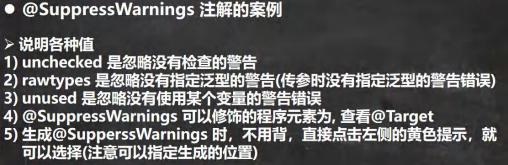 ● @SuppressWarnings 注解的案例
➢ 说明各种值
1) unchecked 是忽略没有检查的警告
2) rawtypes 是忽略没有指定泛型的警告(传参时没有指定泛型的警告错误)
3) unused 是忽略没有使用某个变量的警告错误
4) @SuppressWarnings 可以修饰的程序元素为, 查看@Target
5) 生成@SupperssWarnings 时，不用背，直接点击左侧的黄色提示，就
可以选择(注意可以指定生成的位置)